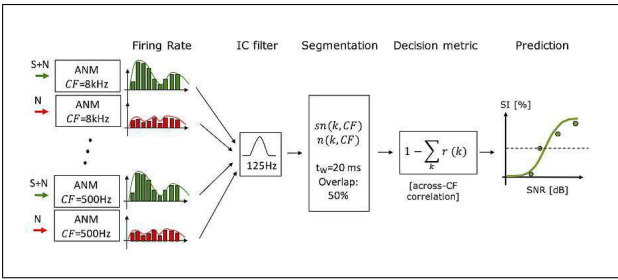 Firing Rate
IC filter
Segmentation
Decision metric
Prediction
S+N
ANM
CF=8kHz
N
ANM
CF=8kHz
S+N
ANM
CF=500Hz
N
ANM
CF=500Hz
125Hz
sn(k,CF)
n(k,CF)
tw=20 ms
Overlap:
50%
1−∑r(k)
k
[across-CF
correlation]
SI [%]
SNR [dB]